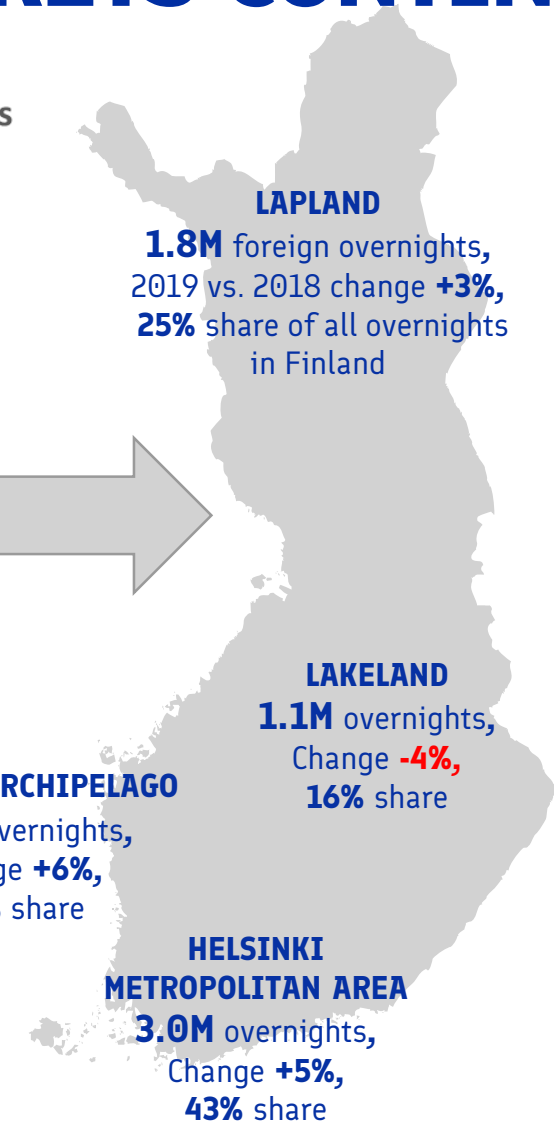 LAPLAND
1.8M foreign overnights,
2019 vs. 2018 change +3%,
25% share of all overnights
in Finland
LAKELAND
1.1M overnights,
Change -4%,
16% share
RCHIPELAGO
vernights,
ge +6%,
share
HELSINKI
METROPOLITAN AREA
3.0M overnights,
Change +5%,
43% share